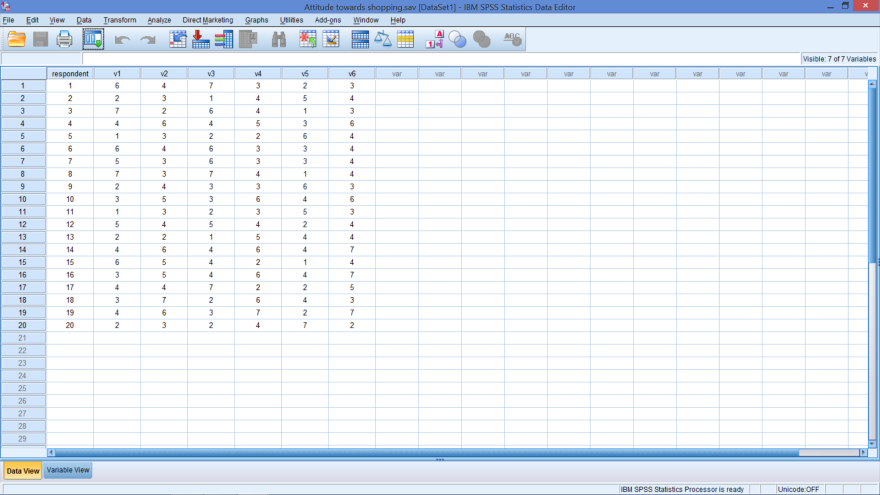 Attitude towards shopping.sav [DataSet1] - IBM SPSS Statistics Data Editor
File Edit View Data Transform Analyze Direct Marketing Graphs Utilities Add-ons Window Help
Visible: 7 of 7 Variables
respondent v1 v2 v3 v4 v5 v6 var var var var var var var var var var var v
1 1 6 4 7 3 2 3
2 2 2 3 1 4 5 4
3 3 7 2 6 4 1 3
4 4 4 6 4 5 3 6
5 5 1 3 2 2 6 4
6 6 6 4 6 3 3 4
7 7 5 3 6 3 3 4
8 8 7 3 7 4 1 4
9 9 2 4 3 3 6 3
10 10 3 5 3 6 4 6
11 11 1 3 2 3 5 3
12 12 5 4 5 4 2 4
13 13 2 2 1 5 4 4
14 14 4 6 4 6 4 7
15 15 6 5 4 2 1 4
16 16 3 5 4 6 4 7
17 17 4 4 7 2 2 5
18 18 3 7 2 6 4 3
19 19 4 6 3 7 2 7
20 20 2 3 2 4 7 2
21
22
23
24
25
26
27
28
29
Data View Variable View
IBM SPSS Statistics Processor is ready Unicode:OFF